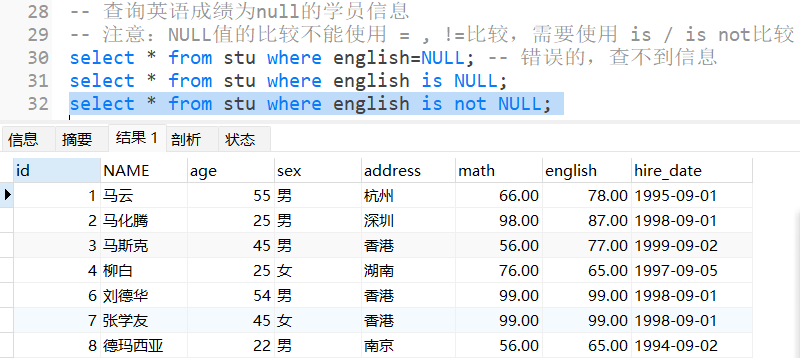 28 -- 查询英语成绩为null的学员信息
29 -- 注意：NULL值的比较不能使用 = , !=比较，需要使用 is / is not比较
30 select * from stu where english=NULL; -- 错误的，查不到信息
31 select * from stu where english is NULL;
32 select * from stu where english is not NULL;
信息 摘要 结果 1 剖析 状态
id NAME age sex address math english hire_date
1 马云 55 男 杭州 66.00 78.00 1995-09-01
2 马化腾 25 男 深圳 98.00 87.00 1998-09-01
3 马斯克 45 男 香港 56.00 77.00 1999-09-02
4 柳白 25 女 湖南 76.00 65.00 1997-09-05
6 刘德华 54 男 香港 99.00 99.00 1998-09-01
7 张学友 45 女 香港 99.00 99.00 1998-09-01
8 德玛西亚 22 男 南京 56.00 65.00 1994-09-02